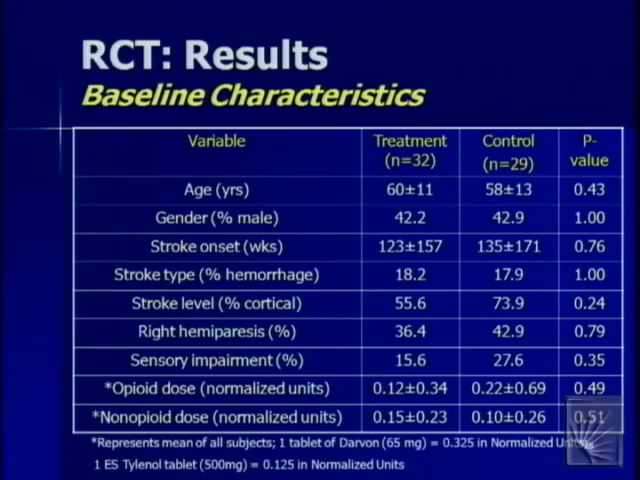 RCT: Results
Baseline Characteristics
Variable Treatment (n=32) Control (n=29) P-value
Age (yrs) 60±11 58±13 0.43
Gender (% male) 42.2 42.9 1.00
Stroke onset (wks) 123±157 135±171 0.76
Stroke type (% hemorrhage) 18.2 17.9 1.00
Stroke level (% cortical) 55.6 73.9 0.24
Right hemiparesis (%) 36.4 42.9 0.79
Sensory impairment (%) 15.6 27.6 0.35
*Opioid dose (normalized units) 0.12±0.34 0.22±0.69 0.49
*Nonopioid dose (normalized units) 0.15±0.23 0.10±0.26 0.51
*Represents mean of all subjects; 1 tablet of Darvon (65 mg) = 0.325 in Normalized Units,
1 ES Tylenol tablet (500mg) = 0.125 in Normalized Units